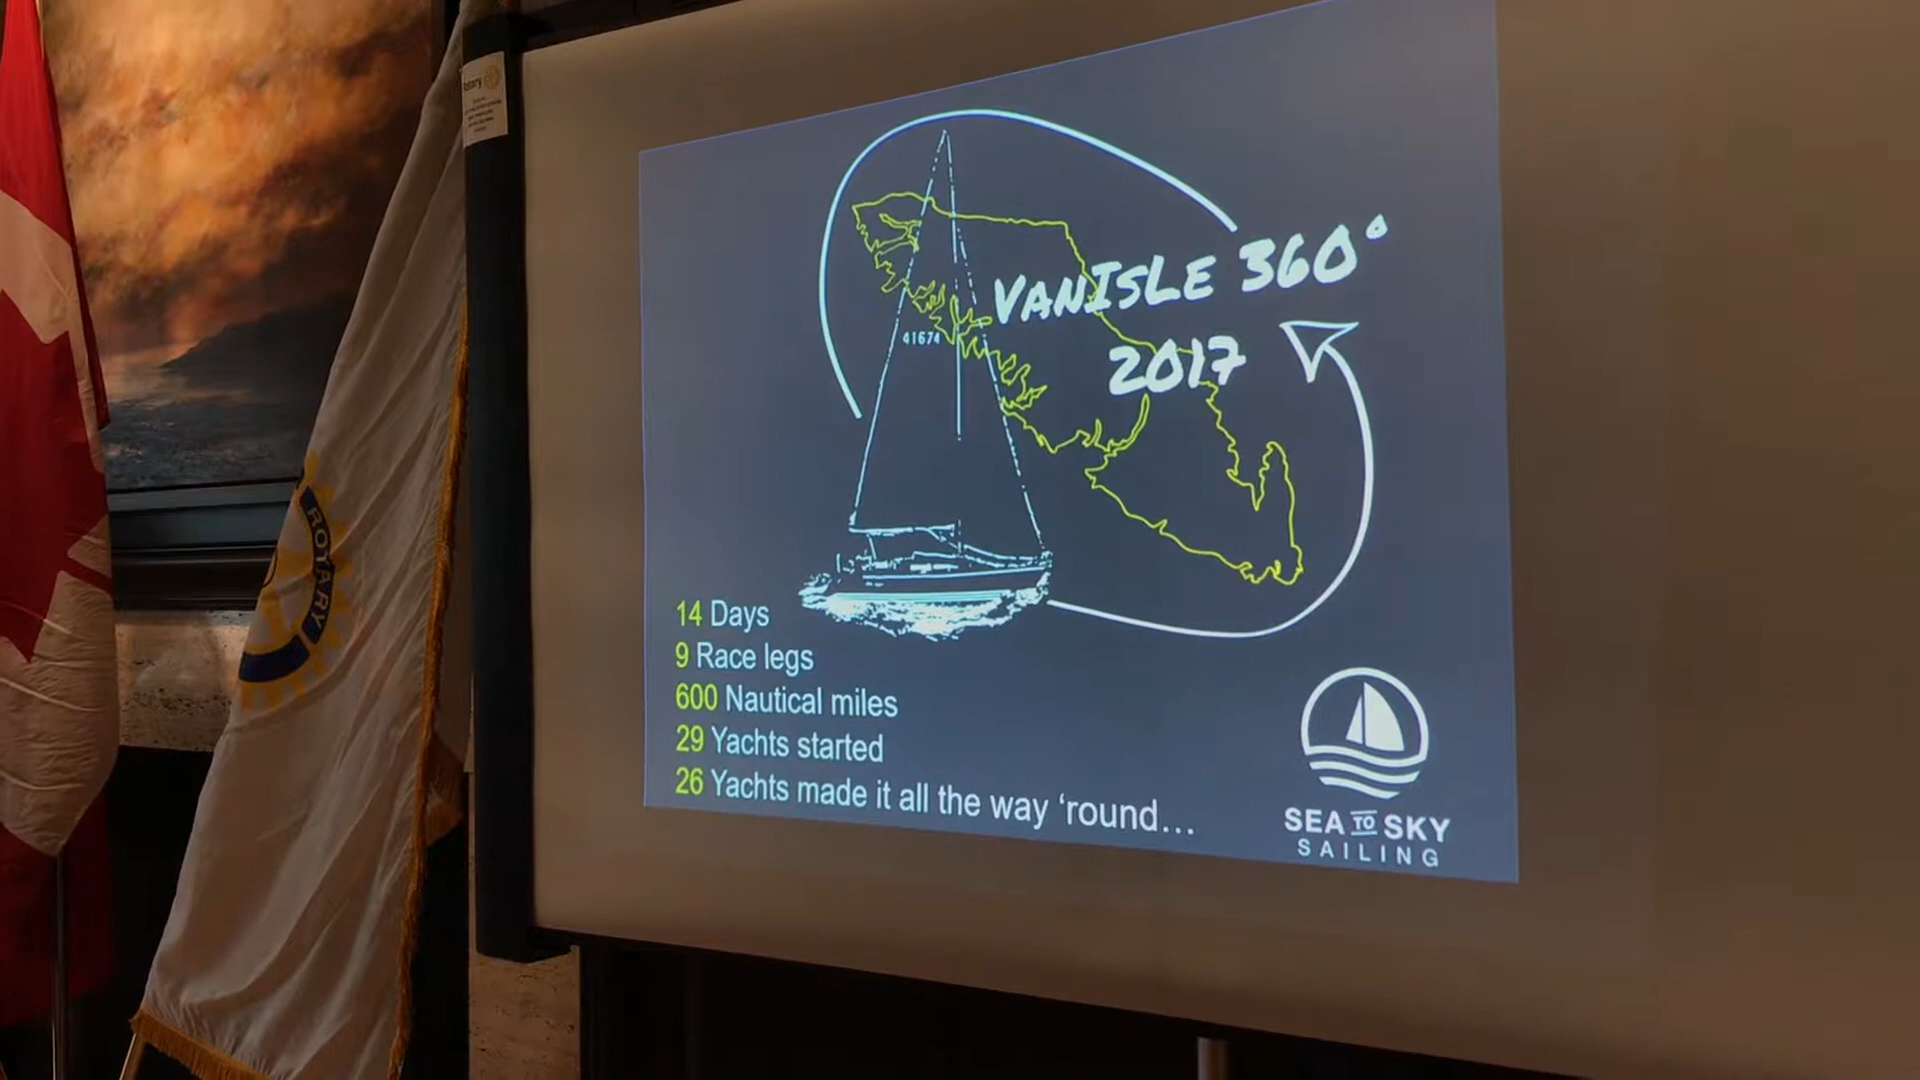 Rotary
ROTARY
VANISLE 360°
2017
41674
14 Days
9 Race legs
600 Nautical miles
29 Yachts started
26 Yachts made it all the way ‘round…
SEA TO SKY
SAILING